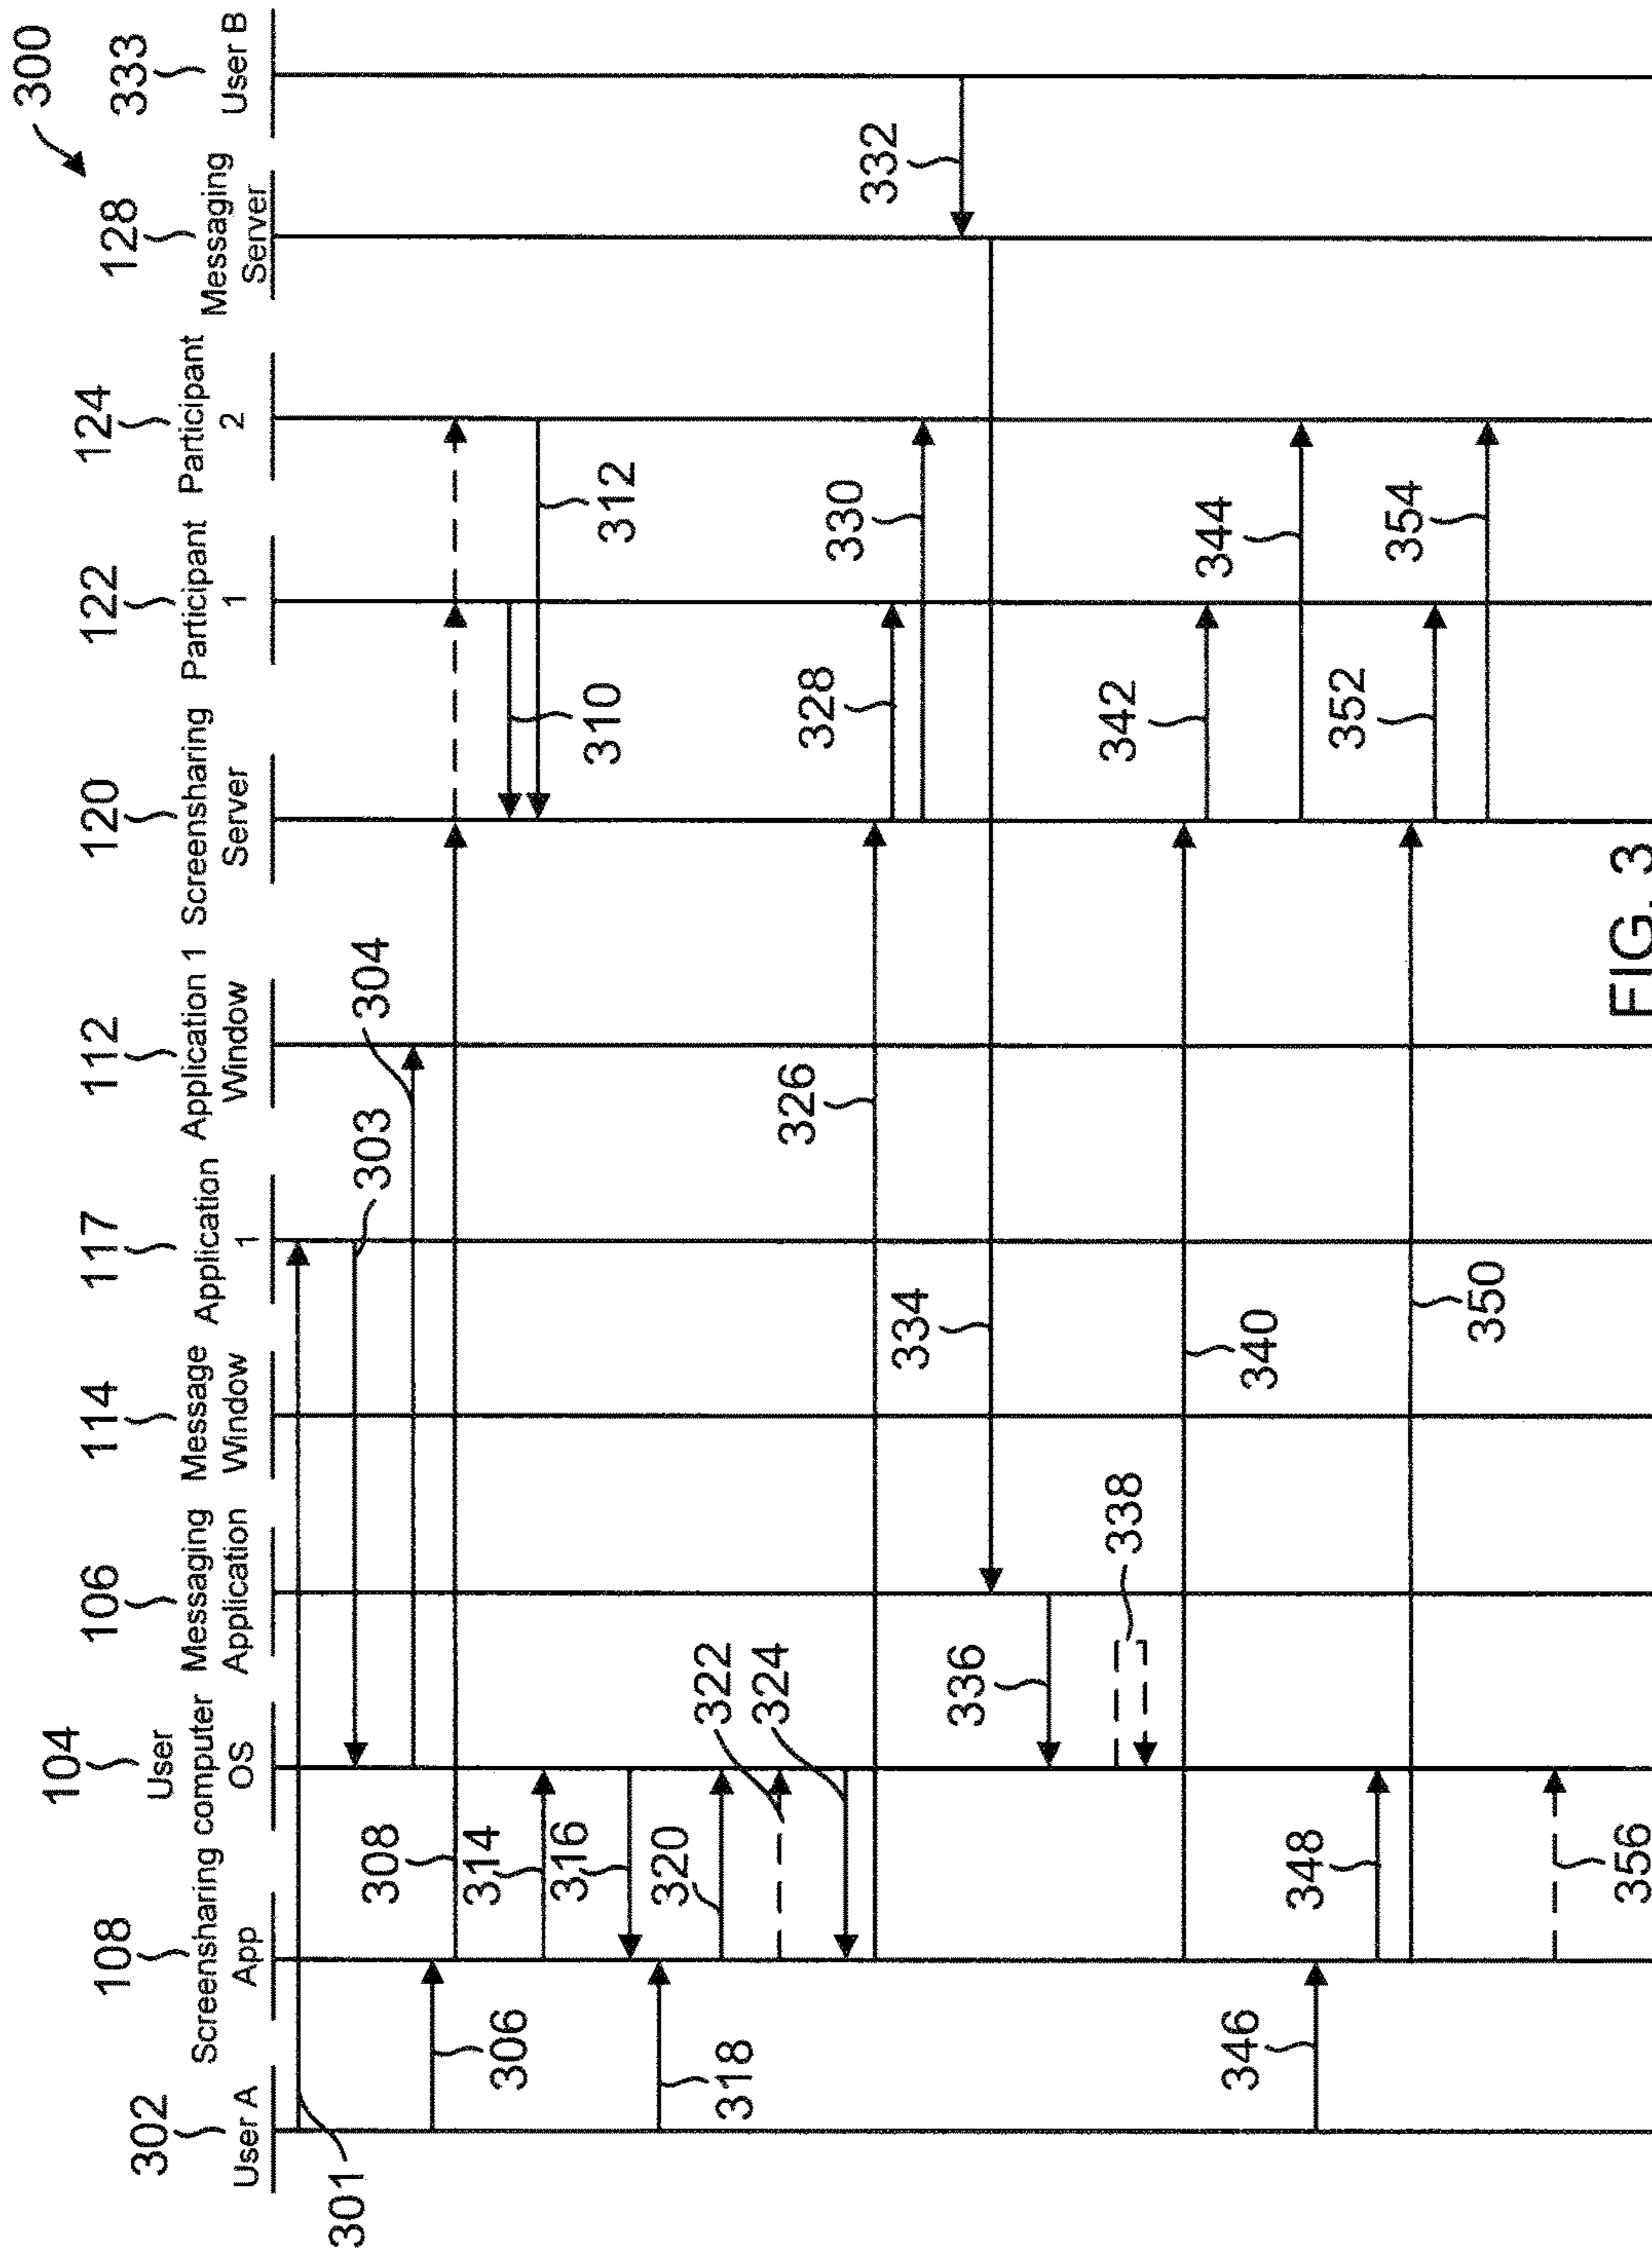 300
302
108
104
106
114
117
112
120
122
124
128
333
User A
Screensharing
App
User
computer
OS
Messaging
Application
Message
Window
Application
1
Application 1
Window
Screensharing
Server
Participant
1
Participant
2
Messaging
Server
User B
301
303
304
306
308
310
312
314
316
318
320
322
324
326
328
330
332
334
336
338
340
342
344
346
348
350
352
354
356
FIG. 3